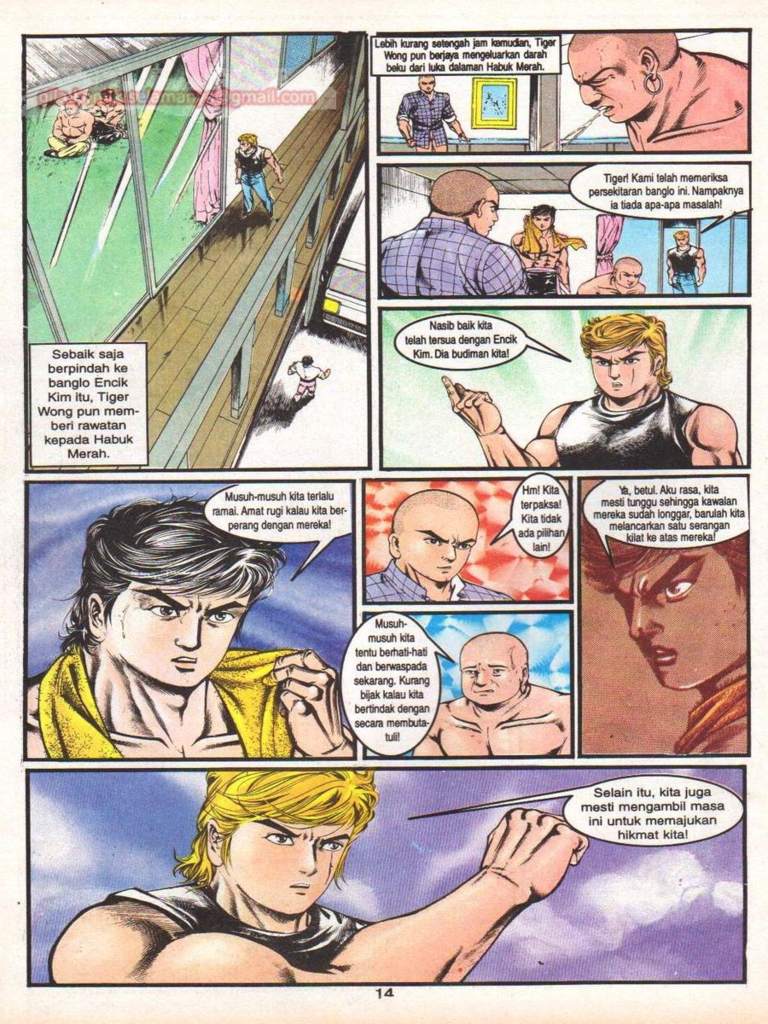 Sebaik saja
berpindah ke
banglo Encik
Kim itu, Tiger
Wong pun mem-
beri rawatan
kepada Habuk
Merah.
Lebih kurang setengah jam kemudian, Tiger
Wong pun berjaya mengeluarkan darah
beku dari luka dalaman Habuk Merah.
Tiger! Kami telah memeriksa
persekitaran banglo ini. Nampaknya
ia tiada apa-apa masalah!
Nasib baik kita
telah tersua dengan Encik
Kim. Dia budiman kita!
Musuh-musuh kita terlalu
ramai. Amat rugi kalau kita ber-
perang dengan mereka!
Hm! Kita
terpaksa!
Kita tidak
ada pilihan
lain!
Musuh-
musuh kita
tentu berhati-hati
dan berwaspada
sekarang. Kurang
bijak kalau kita
bertindak dengan
secara membuta-
tuli!
Ya, betul. Aku rasa, kita
mesti tunggu sehingga kawalan
mereka sudah longgar, barulah kita
melancarkan satu serangan
kilat ke atas mereka!
Selain itu, kita juga
mesti mengambil masa
ini untuk memajukan
hikmat kita!
14